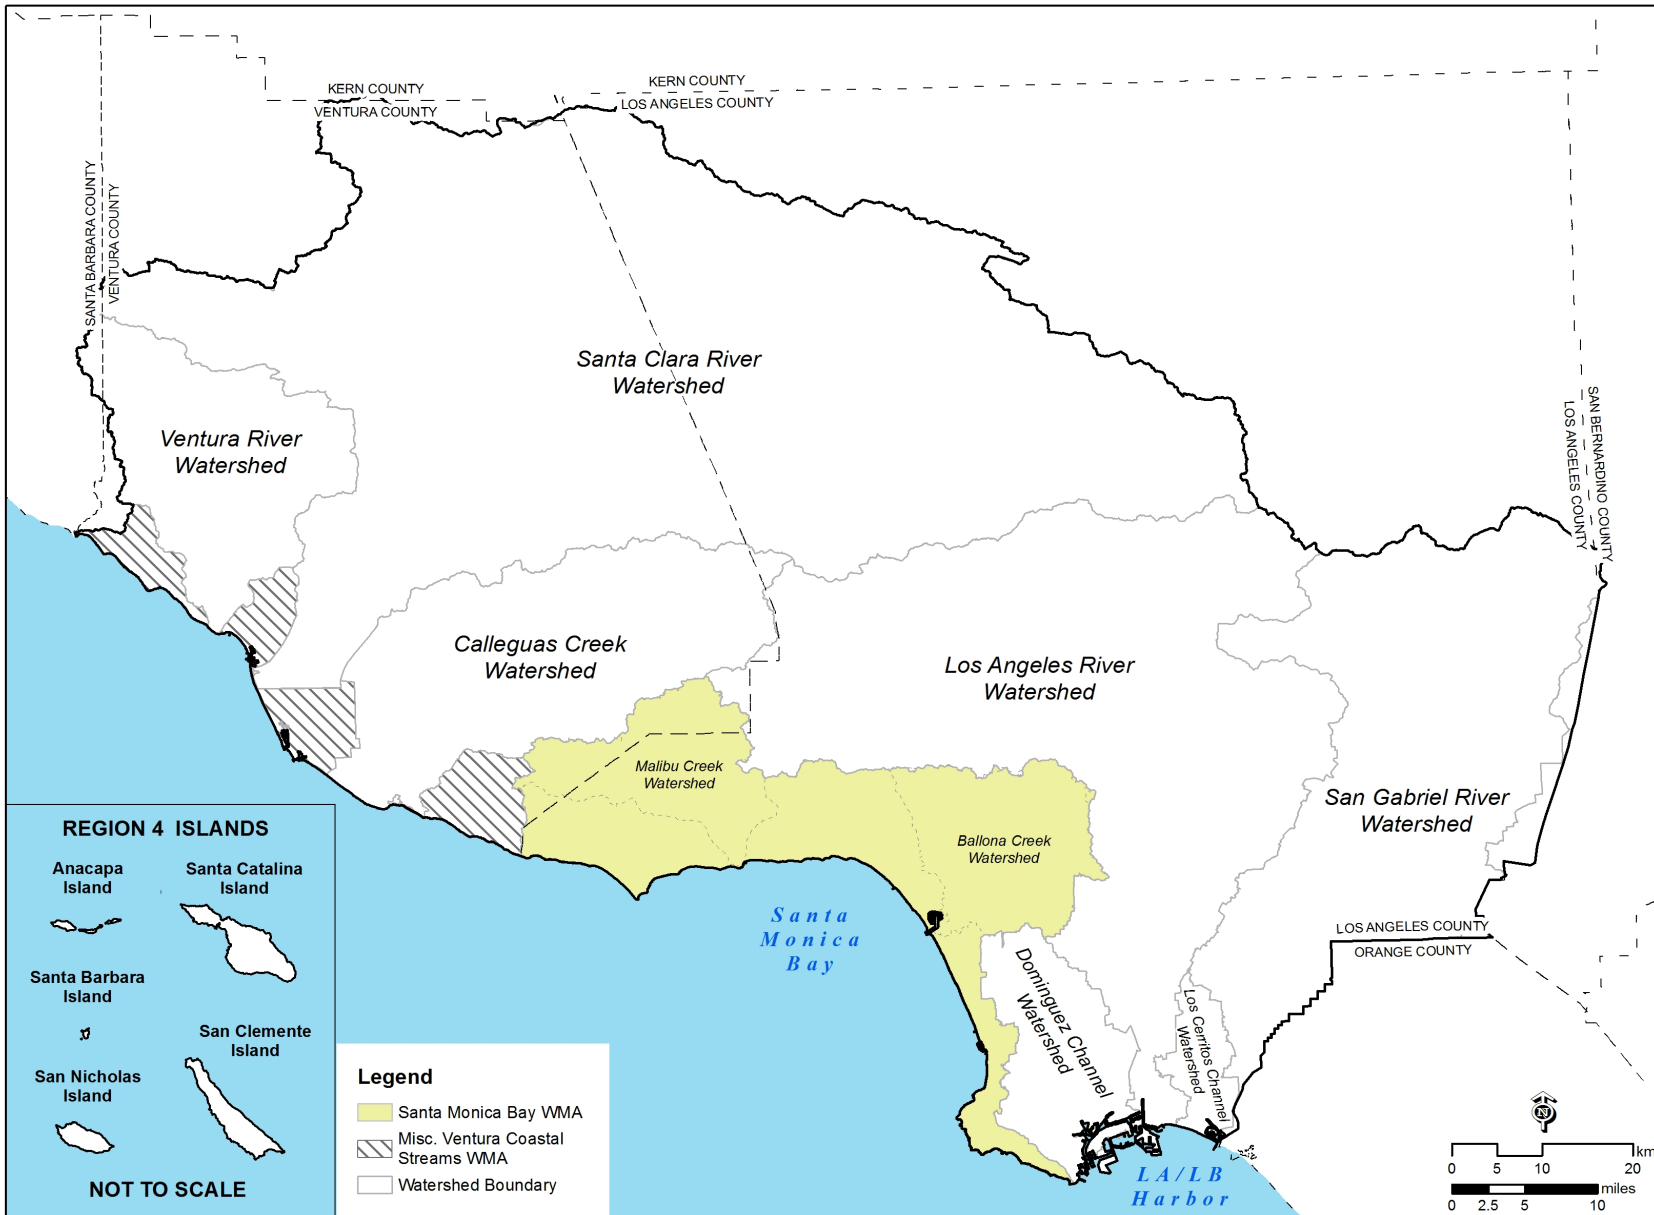 KERN COUNTY
VENTURA COUNTY
KERN COUNTY
LOS ANGELES COUNTY
SANTA BARBARA COUNTY
VENTURA COUNTY
SAN BERNARDINO COUNTY
LOS ANGELES COUNTY
Santa Clara River
Watershed
Ventura River
Watershed
Calleguas Creek
Watershed
Los Angeles River
Watershed
Malibu Creek
Watershed
Ballona Creek
Watershed
San Gabriel River
Watershed
LOS ANGELES COUNTY
ORANGE COUNTY
Santa
Monica
Bay
Dominguez Channel
Watershed
Los Cerritos Channel
Watershed
LA/LB
Harbor
REGION 4 ISLANDS
Anacapa
Island
Santa Catalina
Island
Santa Barbara
Island
San Clemente
Island
San Nicholas
Island
NOT TO SCALE
Legend
Santa Monica Bay WMA
Misc. Ventura Coastal
Streams WMA
Watershed Boundary
N
km
0 5 10 20
miles
0 2.5 5 10